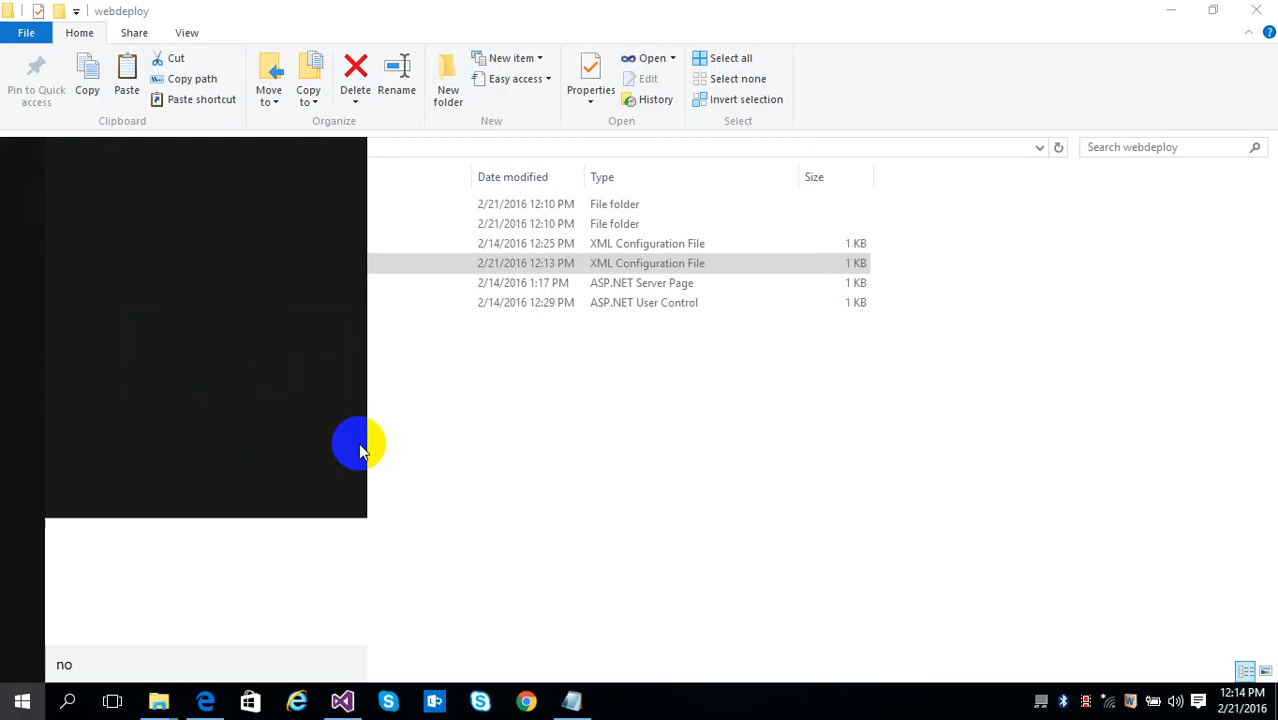 webdeploy
File Home Share View
Pin to Quick access
Copy
Paste
Cut
Copy path
Paste shortcut
Clipboard
Move to
Copy to
Delete
Rename
Organize
New folder
New item
Easy access
New
Properties
Open
Edit
History
Open
Select all
Select none
Invert selection
Select
Search webdeploy
Date modified Type Size
2/21/2016 12:10 PM File folder
2/21/2016 12:10 PM File folder
2/14/2016 12:25 PM XML Configuration File 1 KB
2/21/2016 12:13 PM XML Configuration File 1 KB
2/14/2016 1:17 PM ASP.NET Server Page 1 KB
2/14/2016 12:29 PM ASP.NET User Control 1 KB
no
12:14 PM
2/21/2016